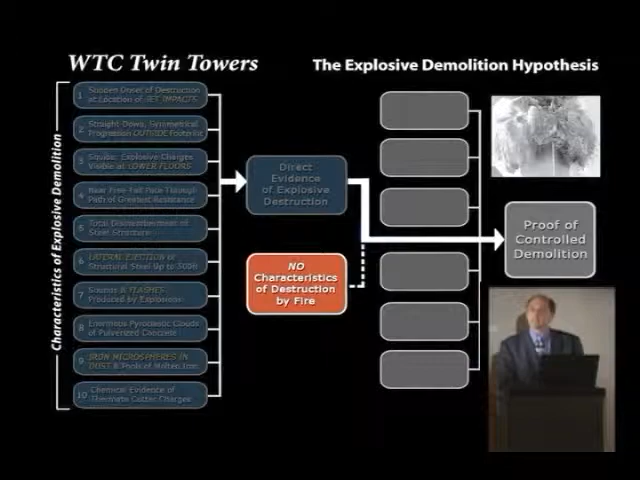 WTC Twin Towers
The Explosive Demolition Hypothesis
Characteristics of Explosive Demolition
1 Sudden Onset of Destruction
at Location of JET IMPACTS
2 Straight Down, Symmetrical
Progression OUTSIDE Footprint
3 Squibs: Explosive Charges
Visible at LOWER FLOORS
4 Near Free-Fall Pace Through
Path of Greatest Resistance
5 Total Dismemberment of
Steel Structure
6 LATERAL EJECTION of
Structural Steel Up to
7 Sounds & FLASHES
Produced by Explosions
8 Enormous Pyroclastic Clouds
of Pulverized Concrete
9 IRON MICROSPHERES IN
DUST & Pools of Molten Iron
10 Chemical Evidence of
Thermate Cutter Charges
Direct
Evidence
of Explosive
Destruction
NO
Characteristics
of Destruction
by Fire
Proof of
Controlled
Demolition